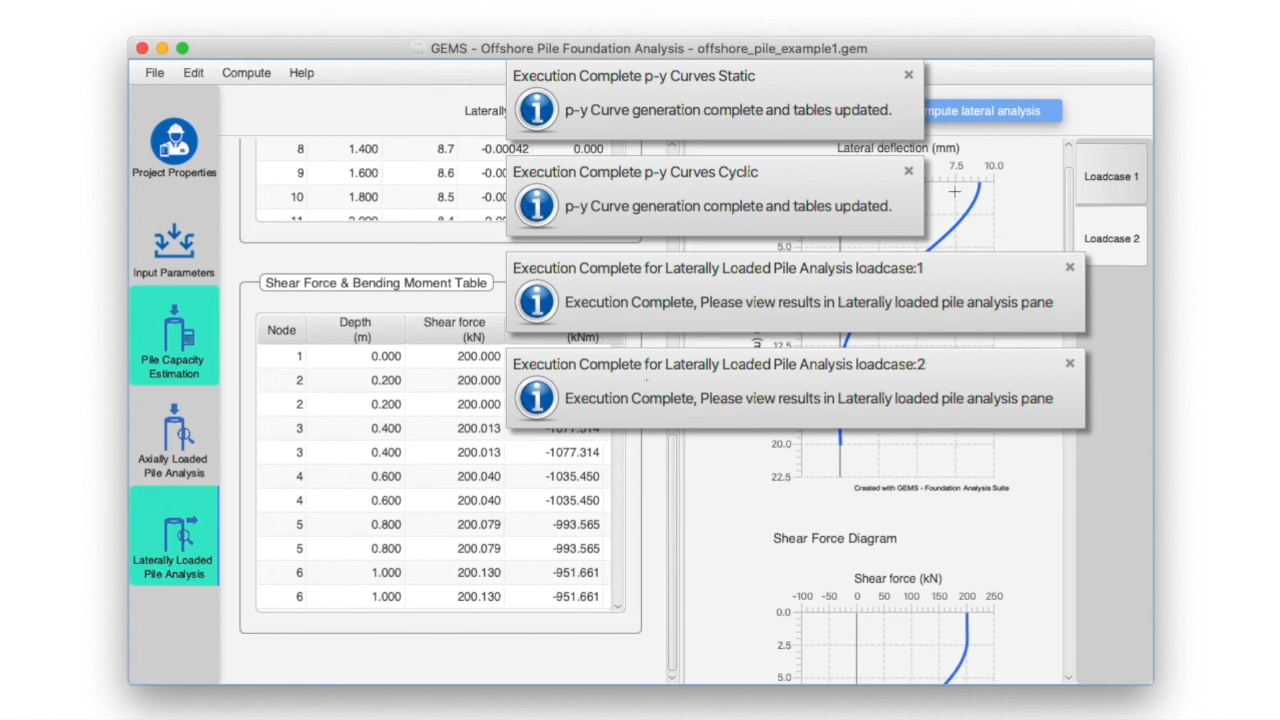 GEMS - Offshore Pile Foundation Analysis - offshore_pile_example1.gem
File Edit Compute Help
Project Properties
Input Parameters
Pile Capacity
Estimation
Axially Loaded
Pile Analysis
Laterally Loaded
Pile Analysis
Laterally
8 1.400 8.7 -0.00042 0.000
9 1.600 8.6 -0.00
10 1.800 8.5 -0.00
Shear Force & Bending Moment Table
Node Depth (m) Shear force (kN) (kNm)
1 0.000 200.000
2 0.200 200.000
2 0.200 200.000
3 0.400 200.013 -1077.314
3 0.400 200.013 -1077.314
4 0.600 200.040 -1035.450
4 0.600 200.040 -1035.450
5 0.800 200.079 -993.565
5 0.800 200.079 -993.565
6 1.000 200.130 -951.661
6 1.000 200.130 -951.661
Execution Complete p-y Curves Static
p-y Curve generation complete and tables updated.
Execution Complete p-y Curves Cyclic
p-y Curve generation complete and tables updated.
Execution Complete for Laterally Loaded Pile Analysis loadcase:1
Execution Complete, Please view results in Laterally loaded pile analysis pane
Execution Complete for Laterally Loaded Pile Analysis loadcase:2
Execution Complete, Please view results in Laterally loaded pile analysis pane
mpute lateral analysis
Lateral deflection (mm)
7.5 10.0
5.0
12.5
20.0
22.5
Created with GEMS - Foundation Analysis Suite
Shear Force Diagram
Shear force (kN)
-100 -50 0 50 100 150 200 250
0.0
2.5
5.0
Loadcase 1
Loadcase 2